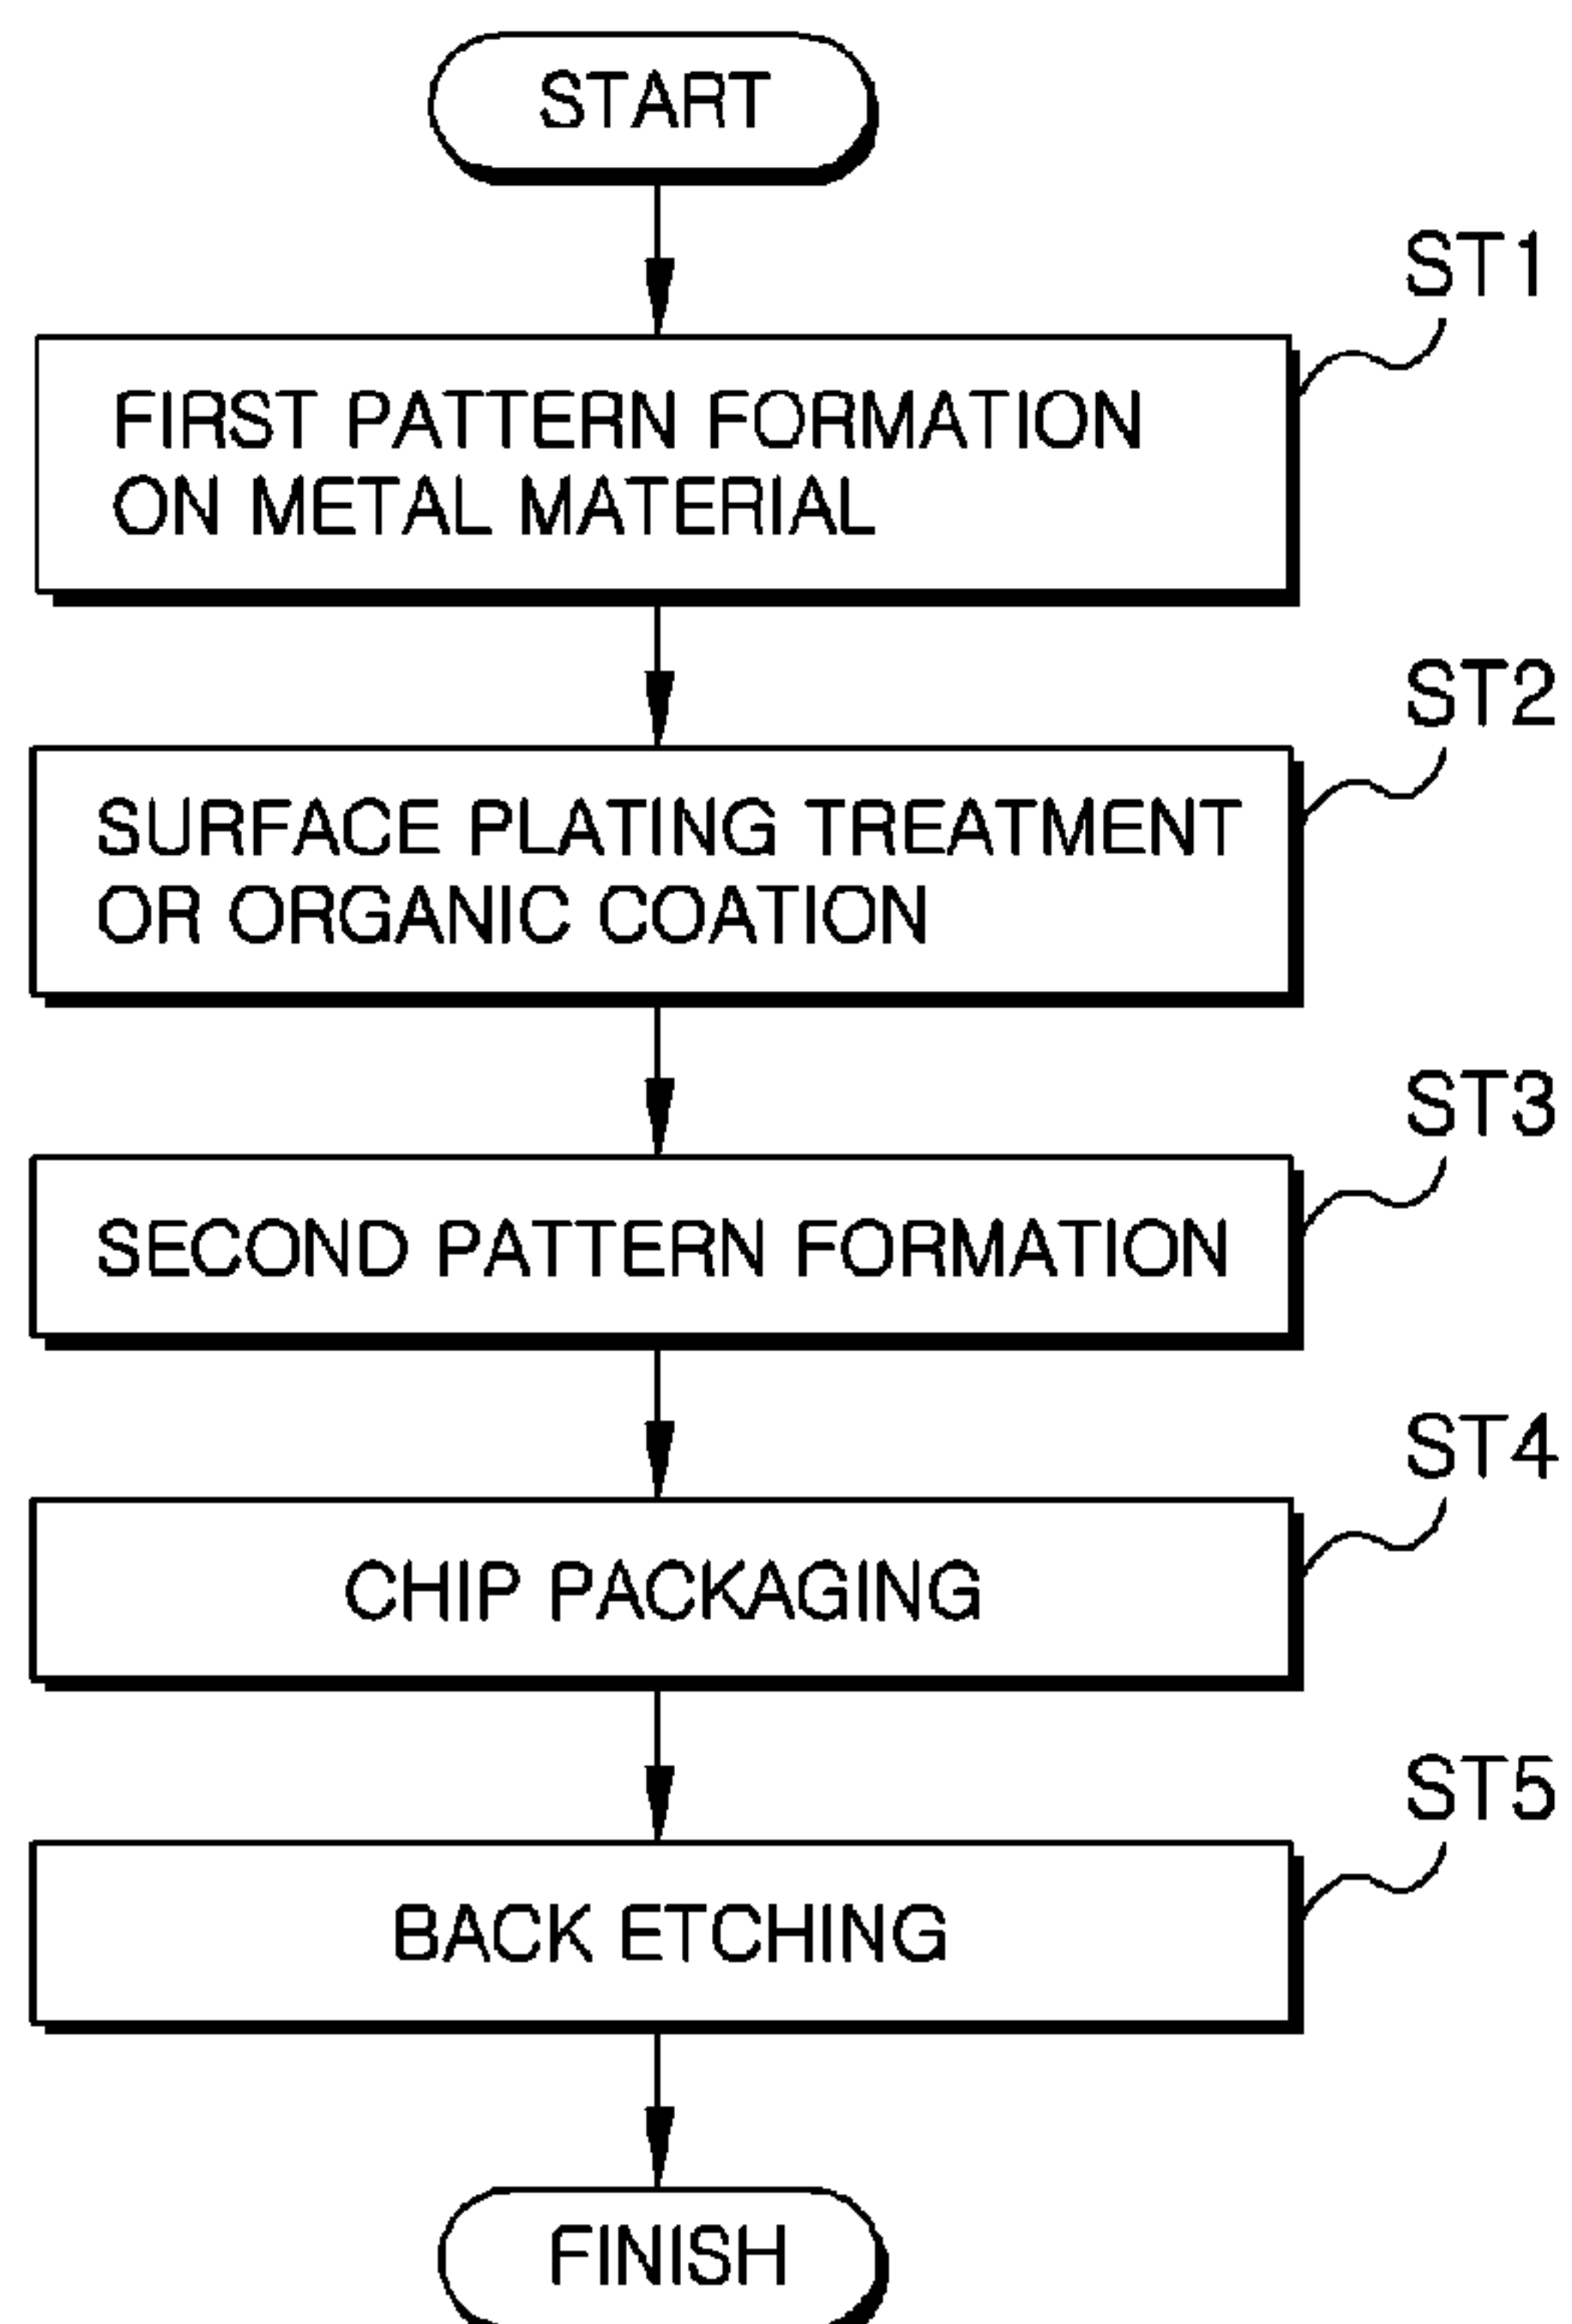 START
ST1
FIRST PATTERN FORMATION
ON METAL MATERIAL
ST2
SURFACE PLATING TREATMENT
OR ORGANIC COATION
ST3
SECOND PATTERN FORMATION
ST4
CHIP PACKAGING
ST5
BACK ETCHING
FINISH